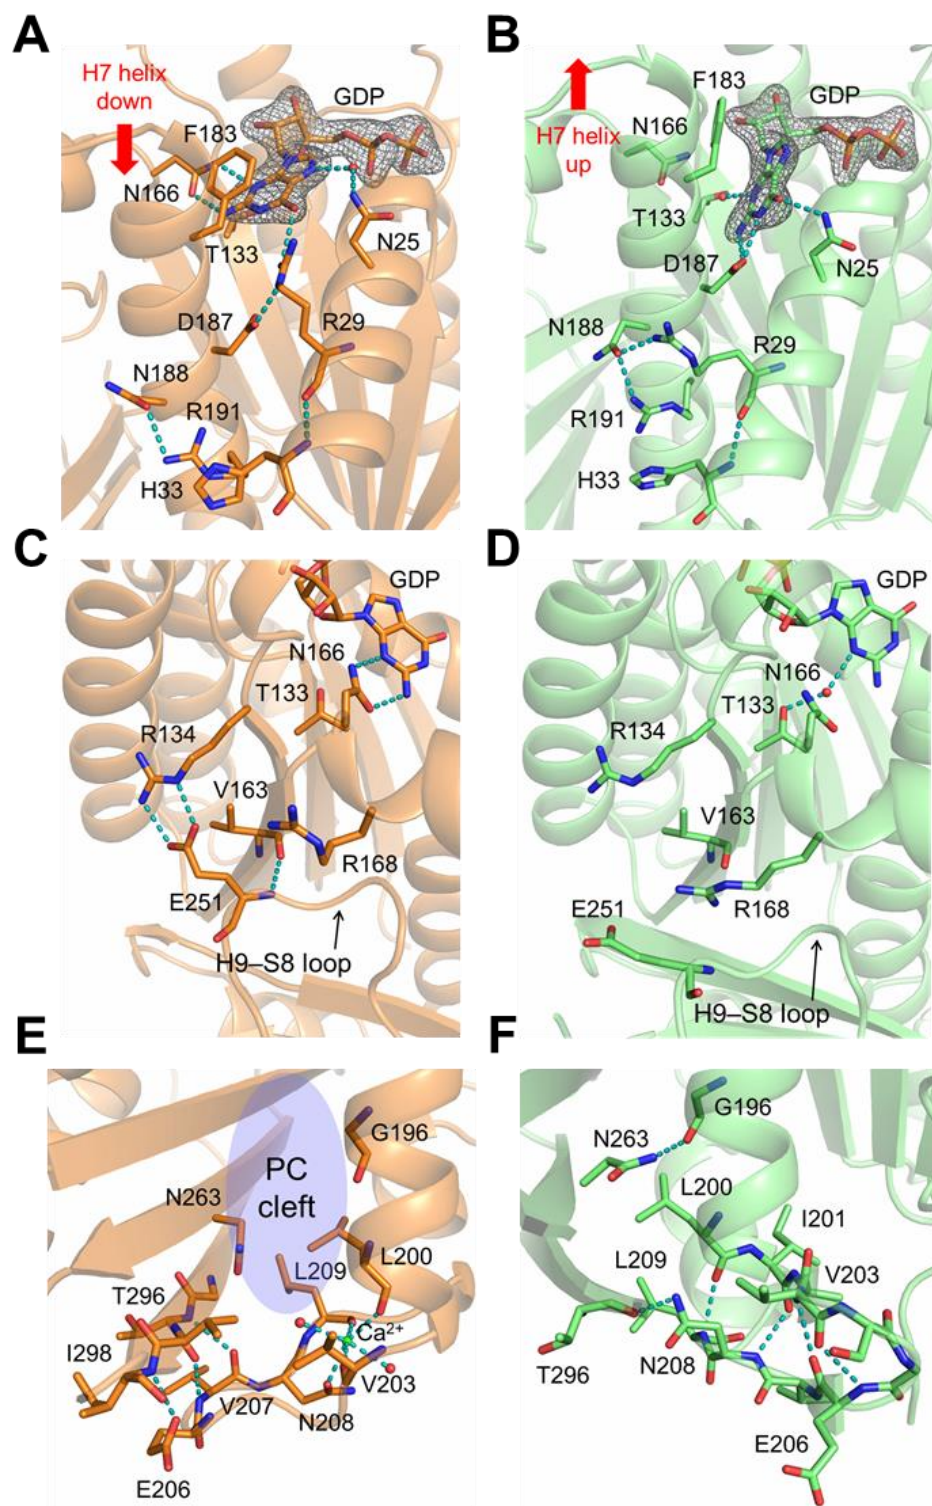 A
H7 helix
down
F183
GDP
N166
T133
N25
D187
R29
N188
R191
H33
B
F183
GDP
H7 helix
up
N166
T133
D187
N25
N188
R29
R191
H33
C
GDP
N166
T133
R134
V163
R168
E251
H9–S8 loop
D
GDP
N166
T133
R134
V163
R168
E251
H9–S8 loop
E
G196
PC
cleft
N263
L200
L209
T296
Ca²⁺
I298
V203
V207
N208
E206
F
G196
N263
L200
I201
L209
V203
T296
N208
E206